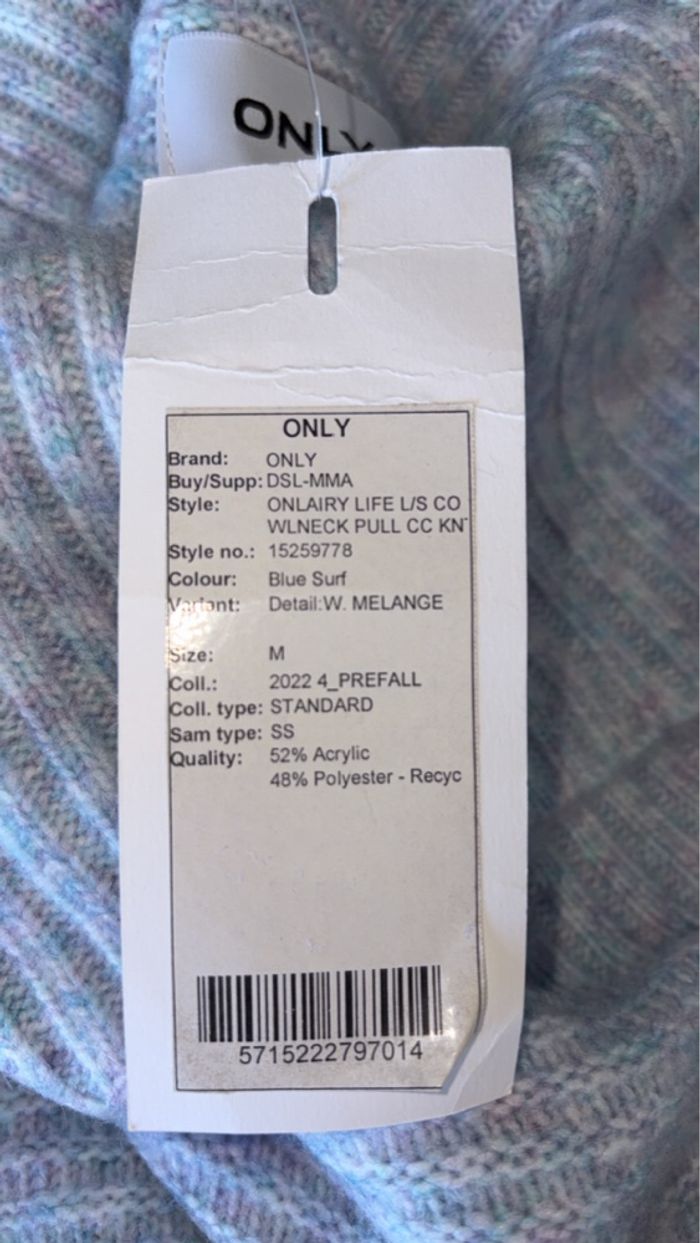 ONLY
ONLY
Brand: ONLY
Buy/Supp: DSL-MMA
Style: ONLAIRY LIFE L/S CO
WLNECK PULL CC KNT
Style no.: 15259778
Colour: Blue Surf
Variant: Detail:W. MELANGE
Size: M
Coll.: 2022 4_PREFALL
Coll. type: STANDARD
Sam type: SS
Quality: 52% Acrylic
48% Polyester - Recyc
5715222797014